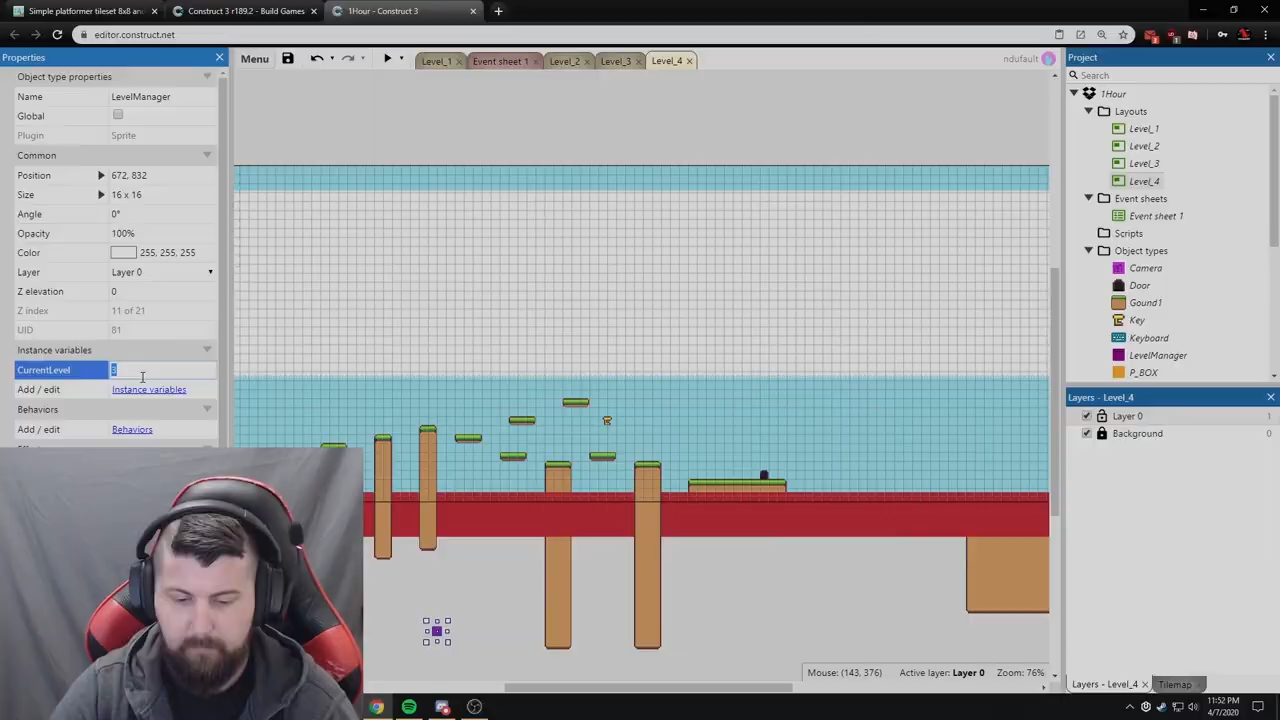 Simple platformer tileset 8x8 an
Construct 3 r189.2 - Build Games
1Hour - Construct 3
editor.construct.net
Properties
Menu
Level_1
Event sheet 1
Level_2
Level_3
Level_4
ndufault
Project
Object type properties
Name LevelManager
Global
Plugin Sprite
Common
Position 672, 832
Size 16 x 16
Angle 0°
Opacity 100%
Color 255, 255, 255
Layer Layer 0
Z elevation 0
Z index 11 of 21
UID 81
Instance variables
CurrentLevel 3
Add / edit Instance variables
Behaviors
Add / edit Behaviors
Search
1Hour
Layouts
Level_1
Level_2
Level_3
Level_4
Event sheets
Event sheet 1
Scripts
Object types
Camera
Door
Gound1
Key
Keyboard
LevelManager
P_BOX
Layers - Level_4
Layer 0 1
Background 0
Mouse: (143, 376) Active layer: Layer 0 Zoom: 76%
Layers - Level_4
Tilemap
11:52 PM
4/7/2020